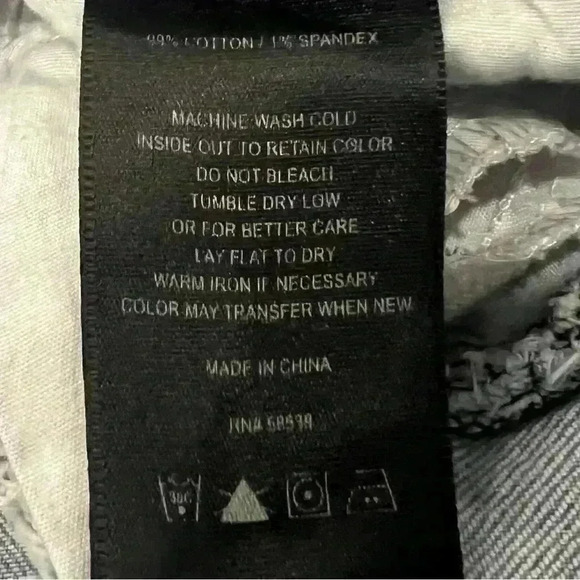 99% COTTON / 1% SPANDEX
MACHINE WASH COLD
INSIDE OUT TO RETAIN COLOR
DO NOT BLEACH
TUMBLE DRY LOW
OR FOR BETTER CARE
LAY FLAT TO DRY
WARM IRON IF NECESSARY
COLOR MAY TRANSFER WHEN NEW
MADE IN CHINA